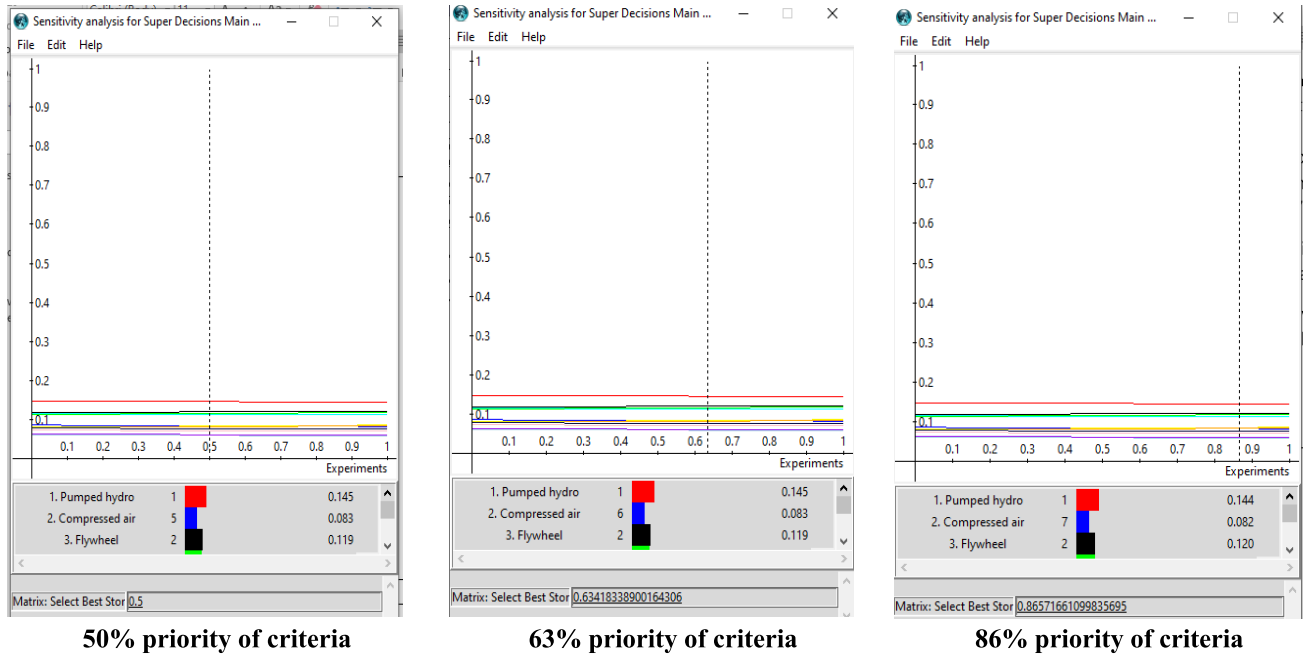 Sensitivity analysis for Super Decisions Main ...
File Edit Help
1
0.9
0.8
0.7
0.6
0.5
0.4
0.3
0.2
0.1
0.1 0.2 0.3 0.4 0.5 0.6 0.7 0.8 0.9 1
Experiments
1. Pumped hydro 1 0.145
2. Compressed air 5 0.083
3. Flywheel 2 0.119
Matrix: Select Best Stor 0.5
50% priority of criteria
Sensitivity analysis for Super Decisions Main ...
File Edit Help
1
0.9
0.8
0.7
0.6
0.5
0.4
0.3
0.2
0.1
0.1 0.2 0.3 0.4 0.5 0.6 0.7 0.8 0.9 1
Experiments
1. Pumped hydro 1 0.145
2. Compressed air 6 0.083
3. Flywheel 2 0.119
Matrix: Select Best Stor 0.63418338900164306
63% priority of criteria
Sensitivity analysis for Super Decisions Main ...
File Edit Help
1
0.9
0.8
0.7
0.6
0.5
0.4
0.3
0.2
0.1
0.1 0.2 0.3 0.4 0.5 0.6 0.7 0.8 0.9 1
Experiments
1. Pumped hydro 1 0.144
2. Compressed air 7 0.082
3. Flywheel 2 0.120
Matrix: Select Best Stor 0.86571661099835695
86% priority of criteria